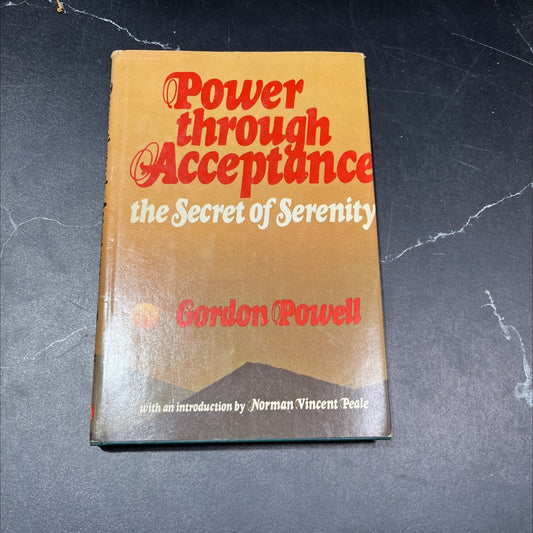 Power
through
Acceptance
the Secret of Serenity
Gordon Powell
with an introduction by Norman Vincent Peale